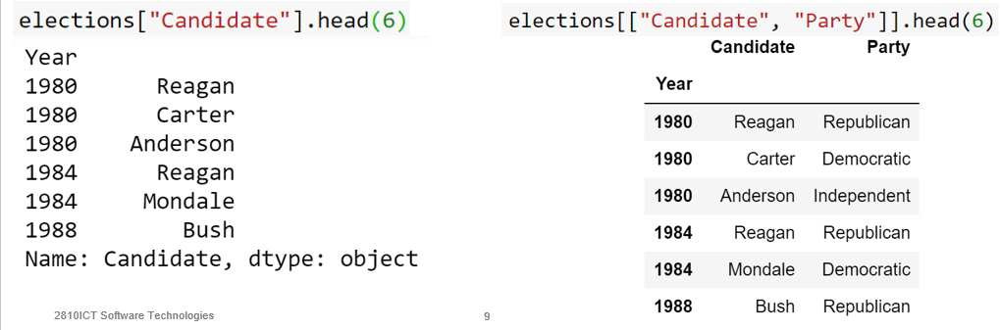 elections["Candidate"].head(6)
Year
1980 Reagan
1980 Carter
1980 Anderson
1984 Reagan
1984 Mondale
1988 Bush
Name: Candidate, dtype: object
elections[["Candidate", "Party"]].head(6)
Candidate Party
Year
1980 Reagan Republican
1980 Carter Democratic
1980 Anderson Independent
1984 Reagan Republican
1984 Mondale Democratic
1988 Bush Republican
2810ICT Software Technologies
9